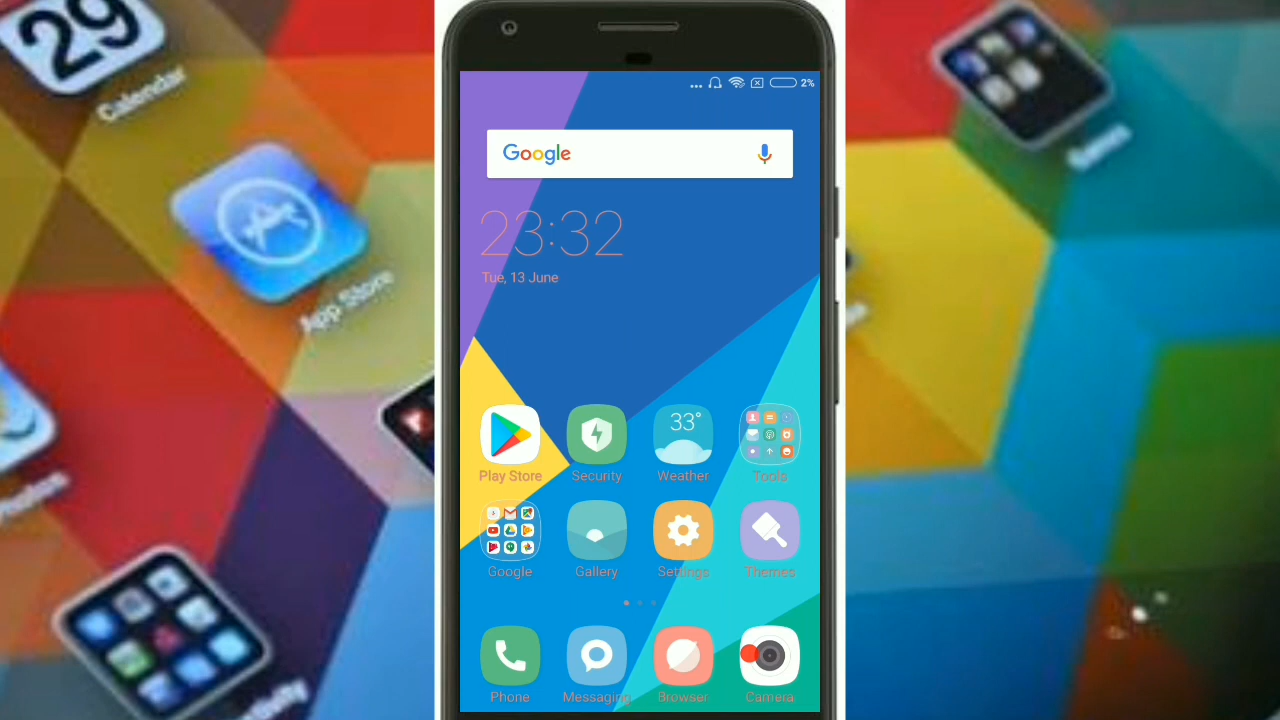 29
Calendar
App Store
2%
Google
23:32
Tue, 13 June
33°
Play Store
Security
Weather
Tools
Google
Gallery
Settings
Themes
Phone
Messaging
Browser
Camera